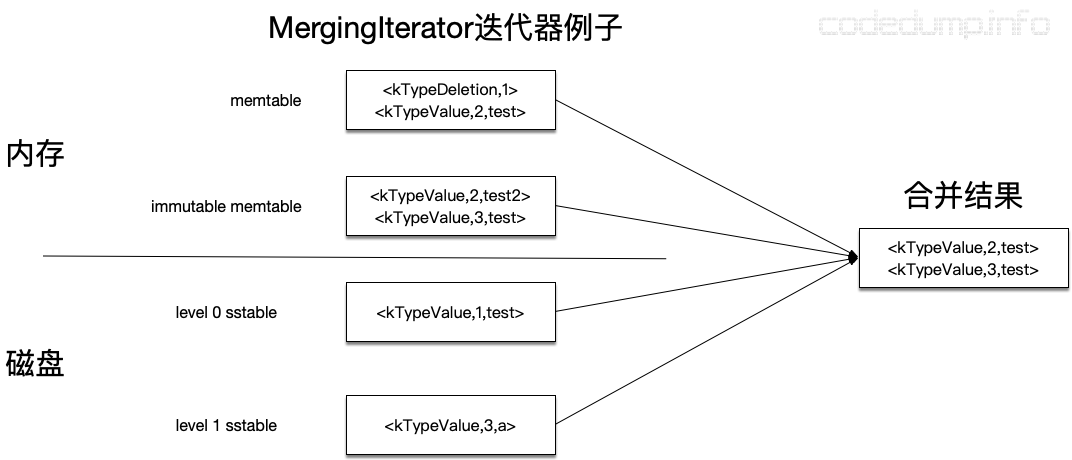 MergingIterator迭代器例子
codedump.info
memtable
<kTypeDeletion,1>
<kTypeValue,2,test>
内存
immutable memtable
<kTypeValue,2,test2>
<kTypeValue,3,test>
合并结果
<kTypeValue,2,test>
<kTypeValue,3,test>
level 0 sstable
<kTypeValue,1,test>
磁盘
level 1 sstable
<kTypeValue,3,a>